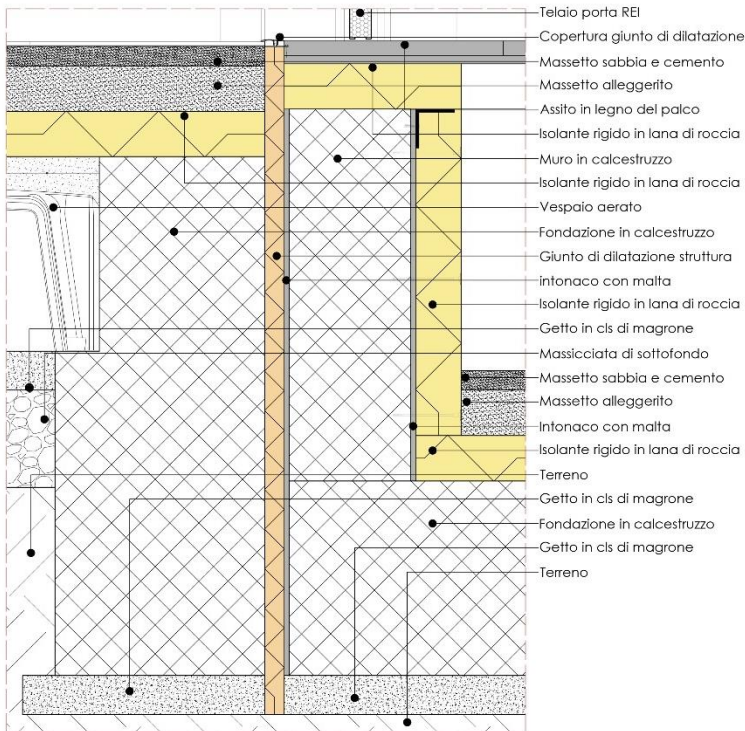 Telaio porta REI
Copertura giunto di dilatazione
Massetto sabbia e cemento
Massetto alleggerito
Assito in legno del palco
Isolante rigido in lana di roccia
Muro in calcestruzzo
Isolante rigido in lana di roccia
Vespaio aerato
Fondazione in calcestruzzo
Giunto di dilatazione struttura
intonaco con malta
Isolante rigido in lana di roccia
Getto in cls di magrone
Massicciata di sottofondo
Massetto sabbia e cemento
Massetto alleggerito
Intonaco con malta
Isolante rigido in lana di roccia
Terreno
Getto in cls di magrone
Fondazione in calcestruzzo
Getto in cls di magrone
Terreno